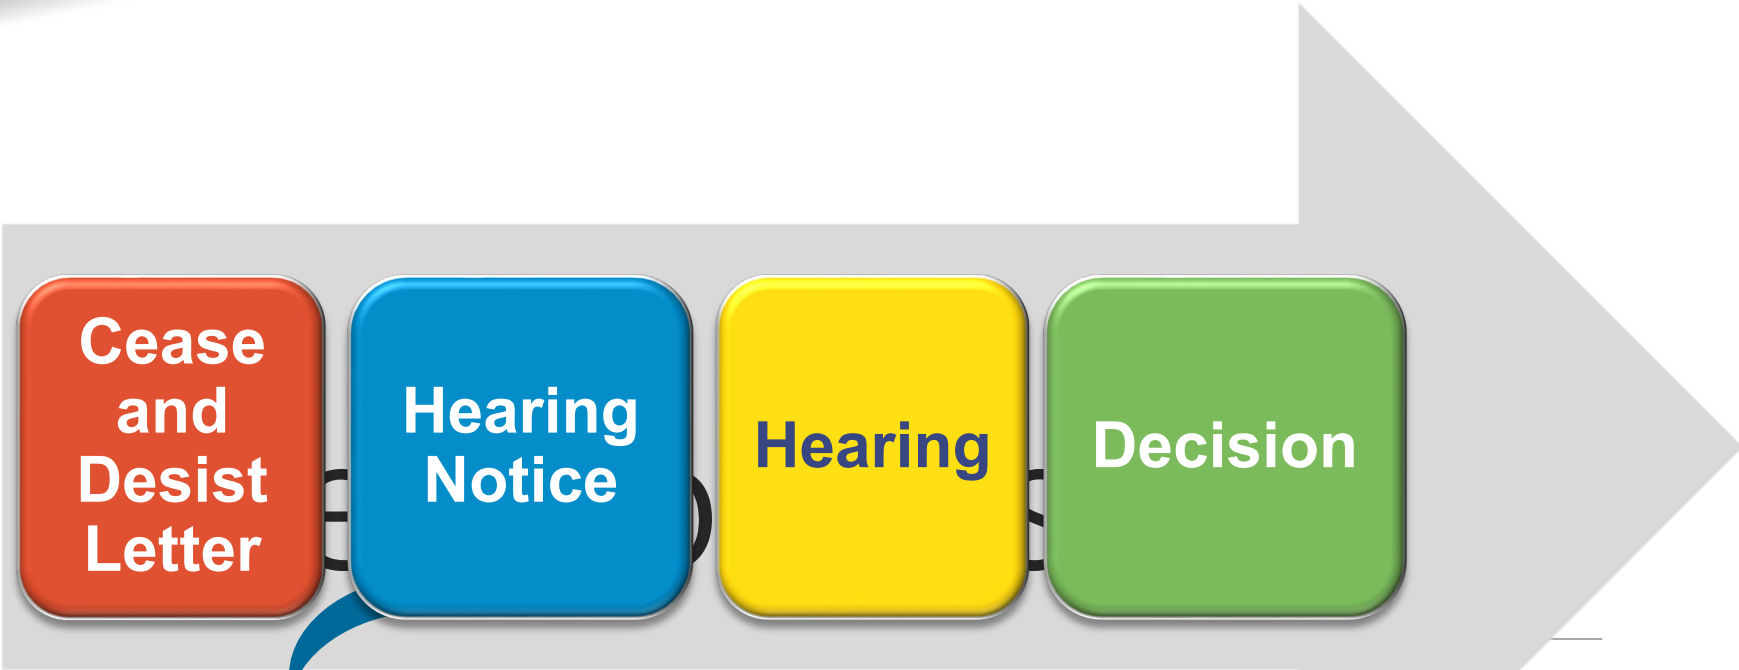 Cease
and
Desist
Letter
Hearing
Notice
Hearing
Decision